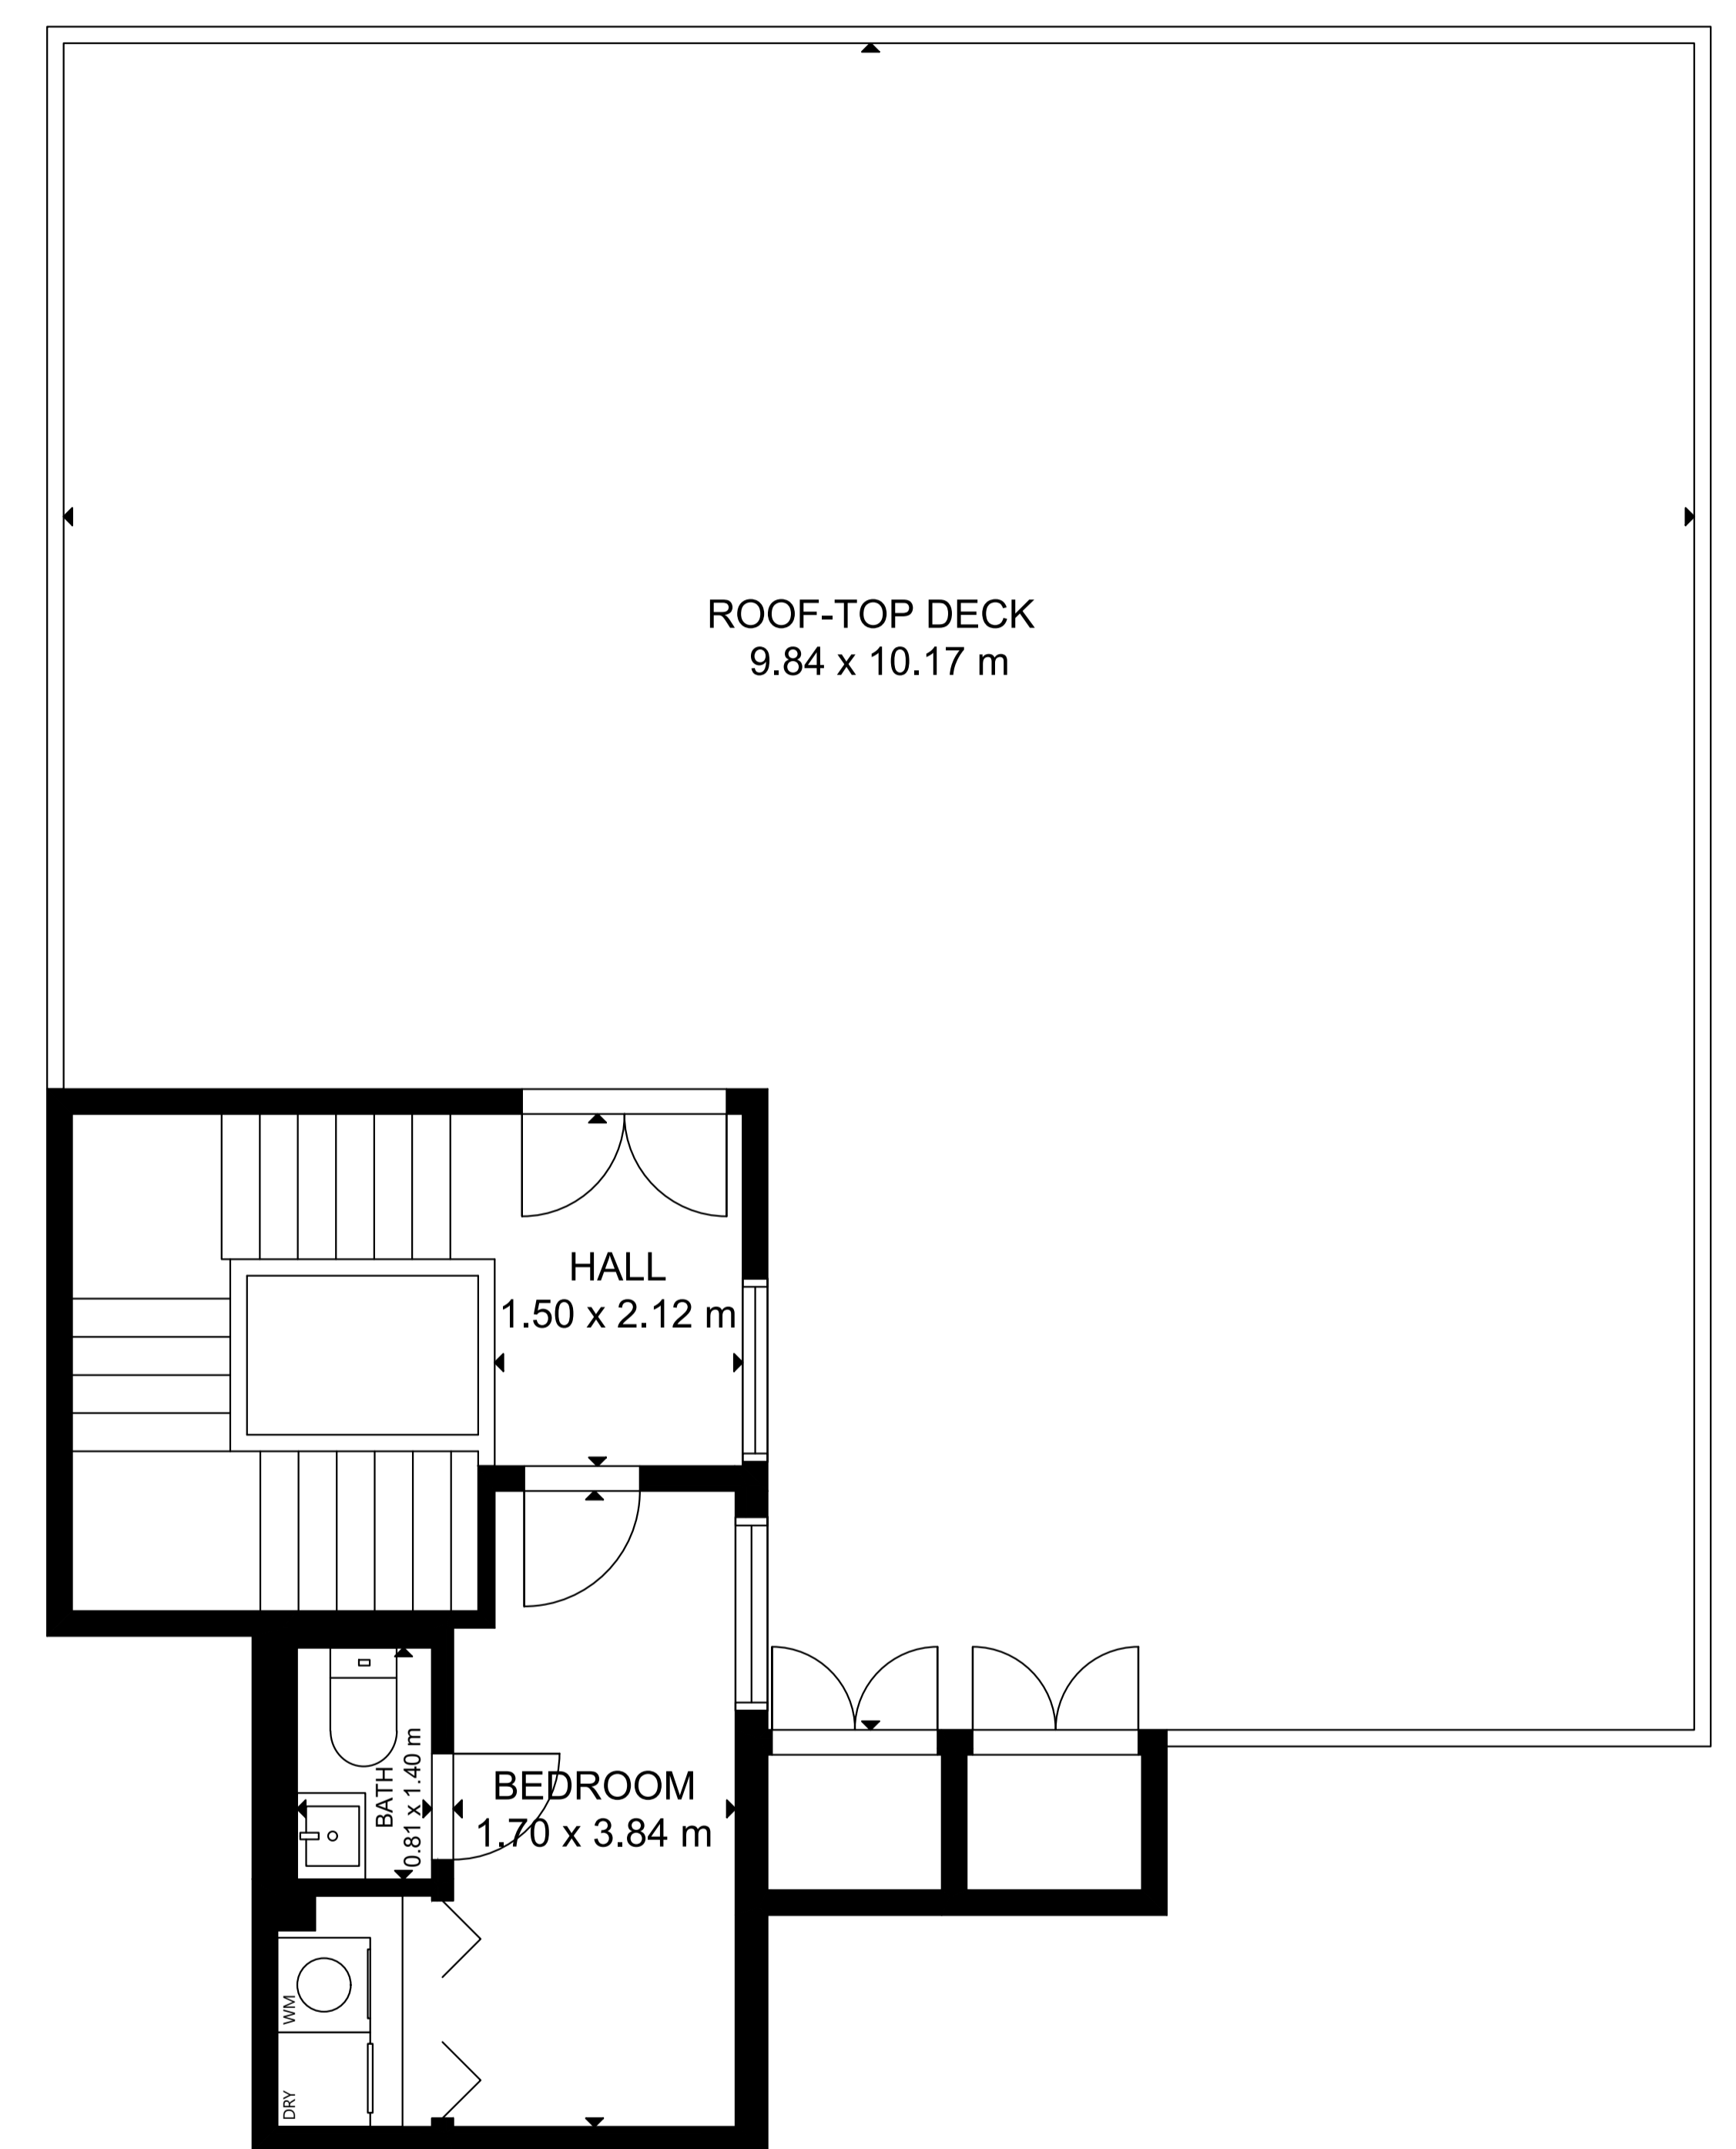 ROOF-TOP DECK
9.84 x 10.17 m
HALL
1.50 x 2.12 m
BATH
0.81 x 1.40 m
BEDROOM
1.70 x 3.84 m
WM
DRY